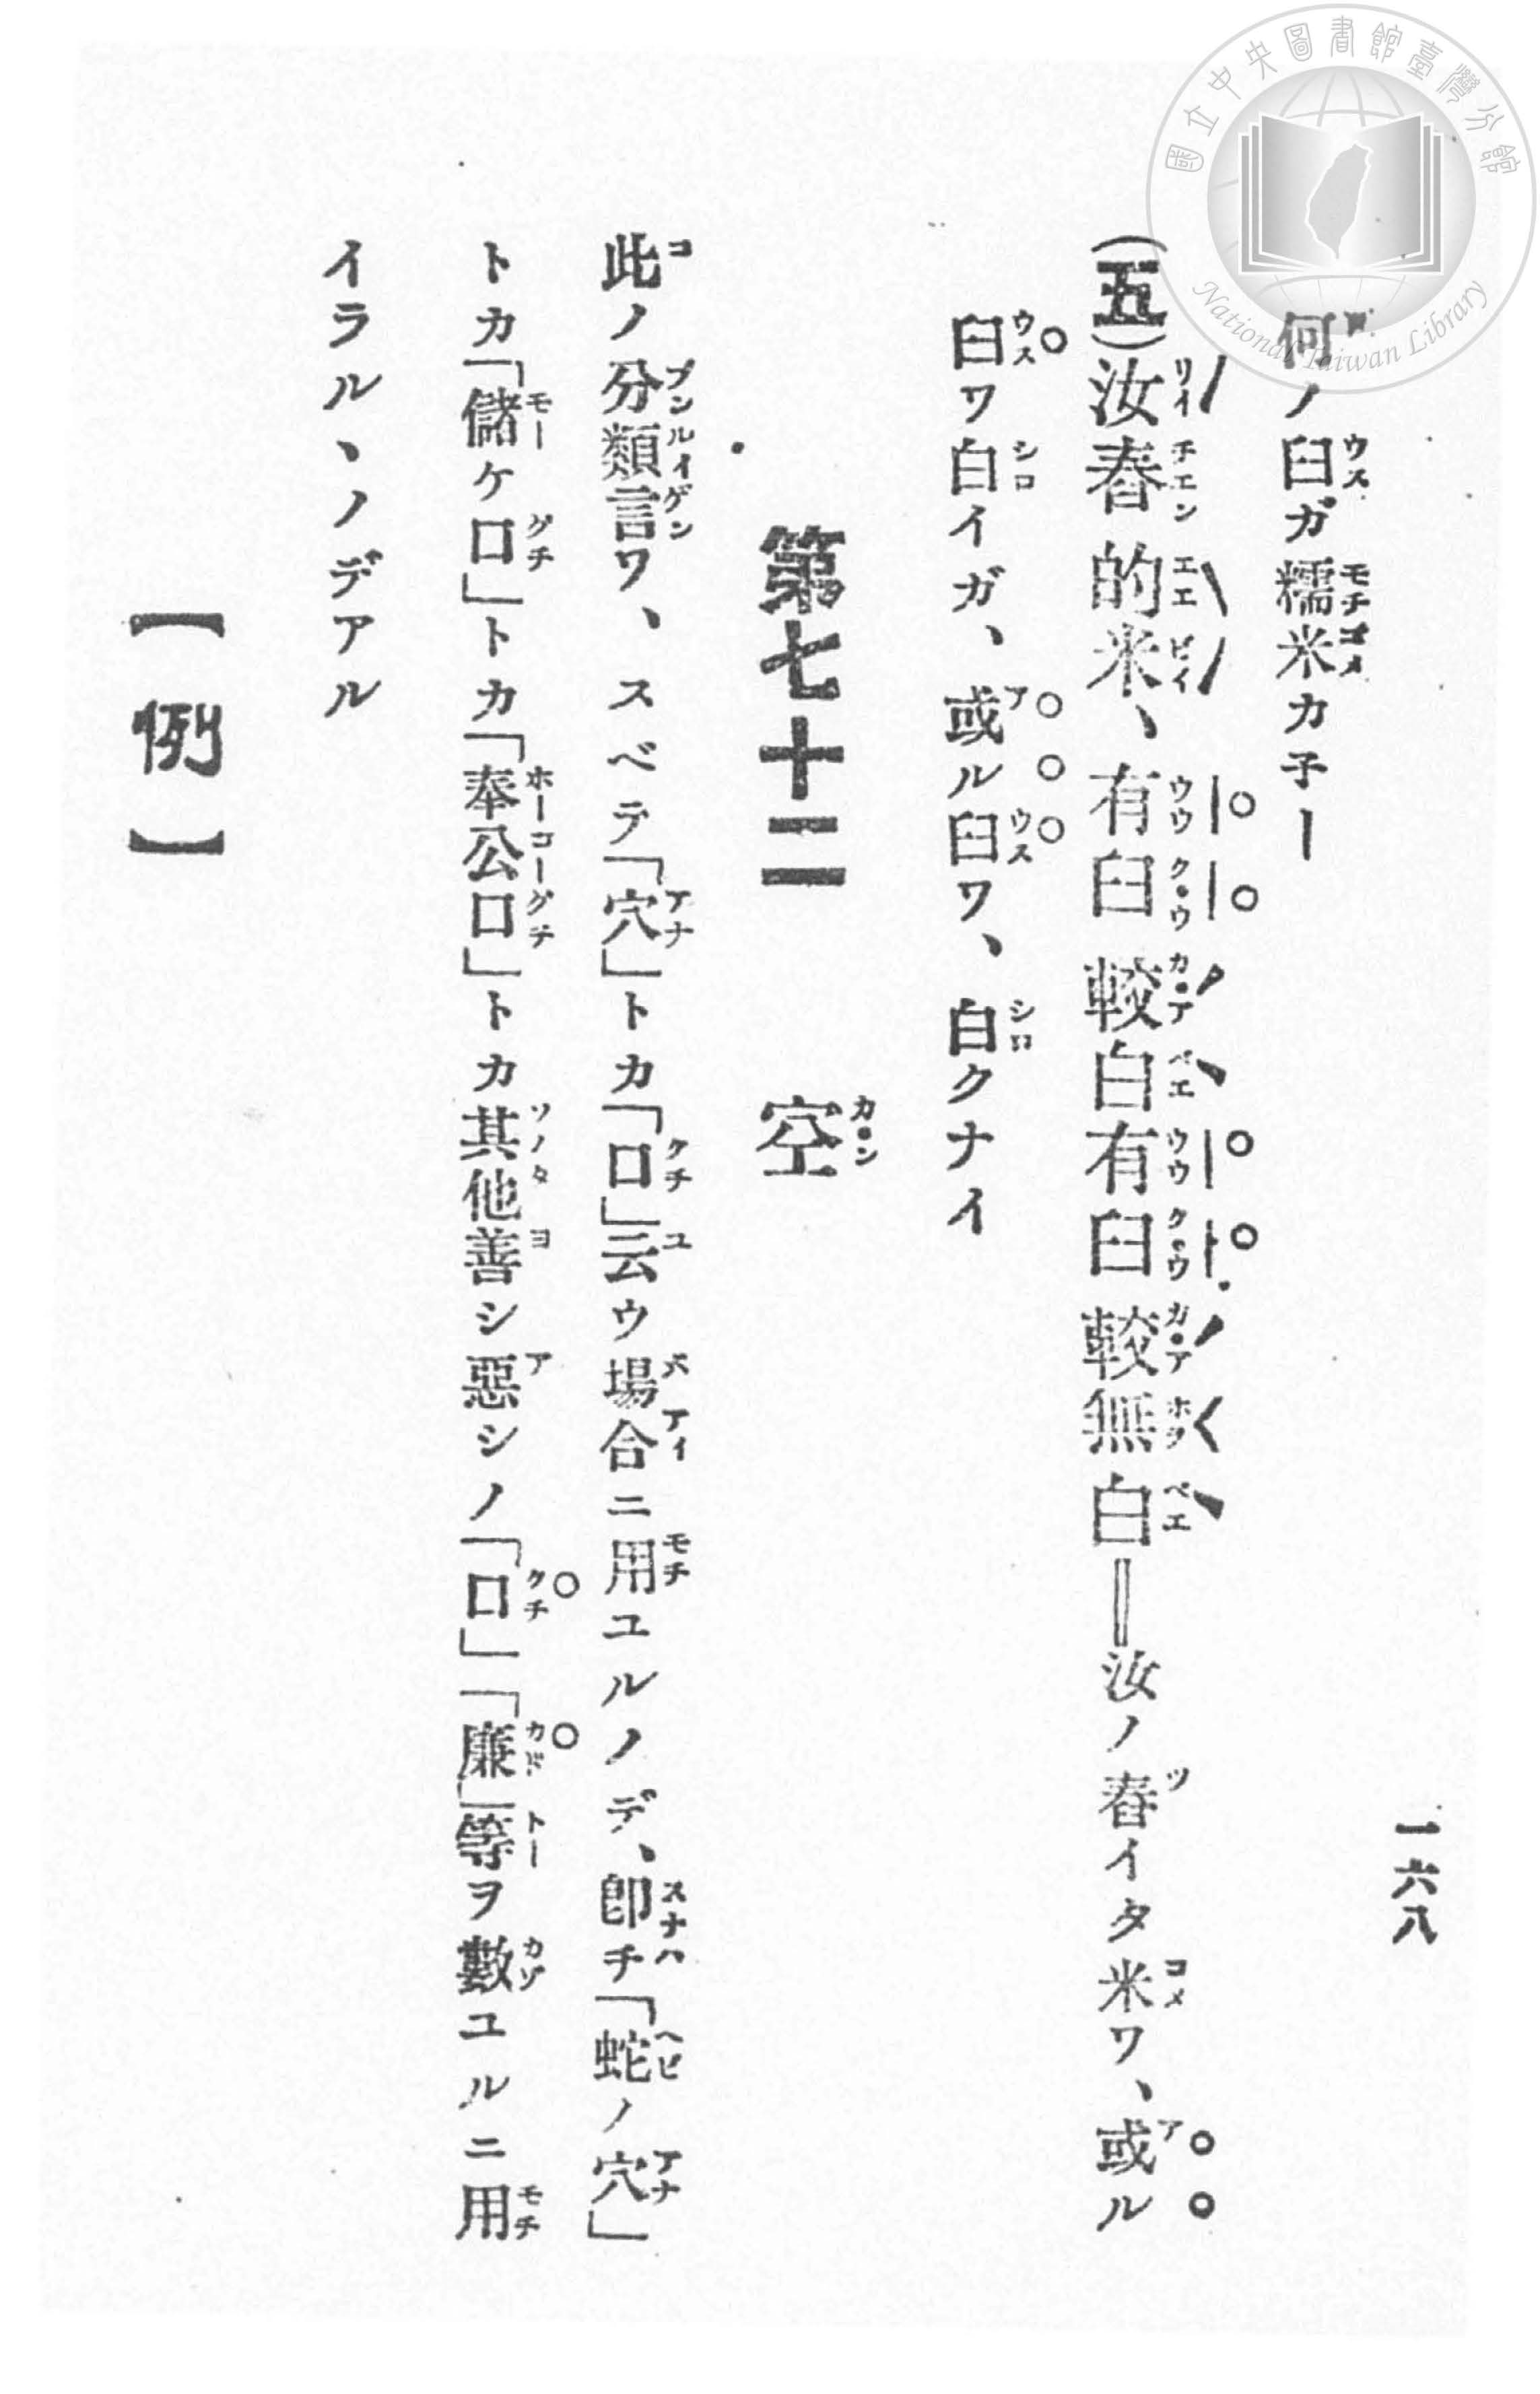 一六八
何ノ臼ガ糯米カ子ー
(五)汝舂的米、有臼較白有臼較無白＝汝ノ舂イタ米ワ、或ル
臼ワ白イガ、或ル臼ワ、白クナイ
第七十二 空
此ノ分類言ワ、スベテ「穴」トカ「口」云ウ場合ニ用ユルノデ、卽チ「蛇ノ穴」
トカ「儲ケ口」トカ「奉公口」トカ其他善シ惡シノ「口」「廉」等ヲ數ユルニ用
イラルヽノデアル
【例】
國立中央圖書館臺灣分館
National Taiwan Library